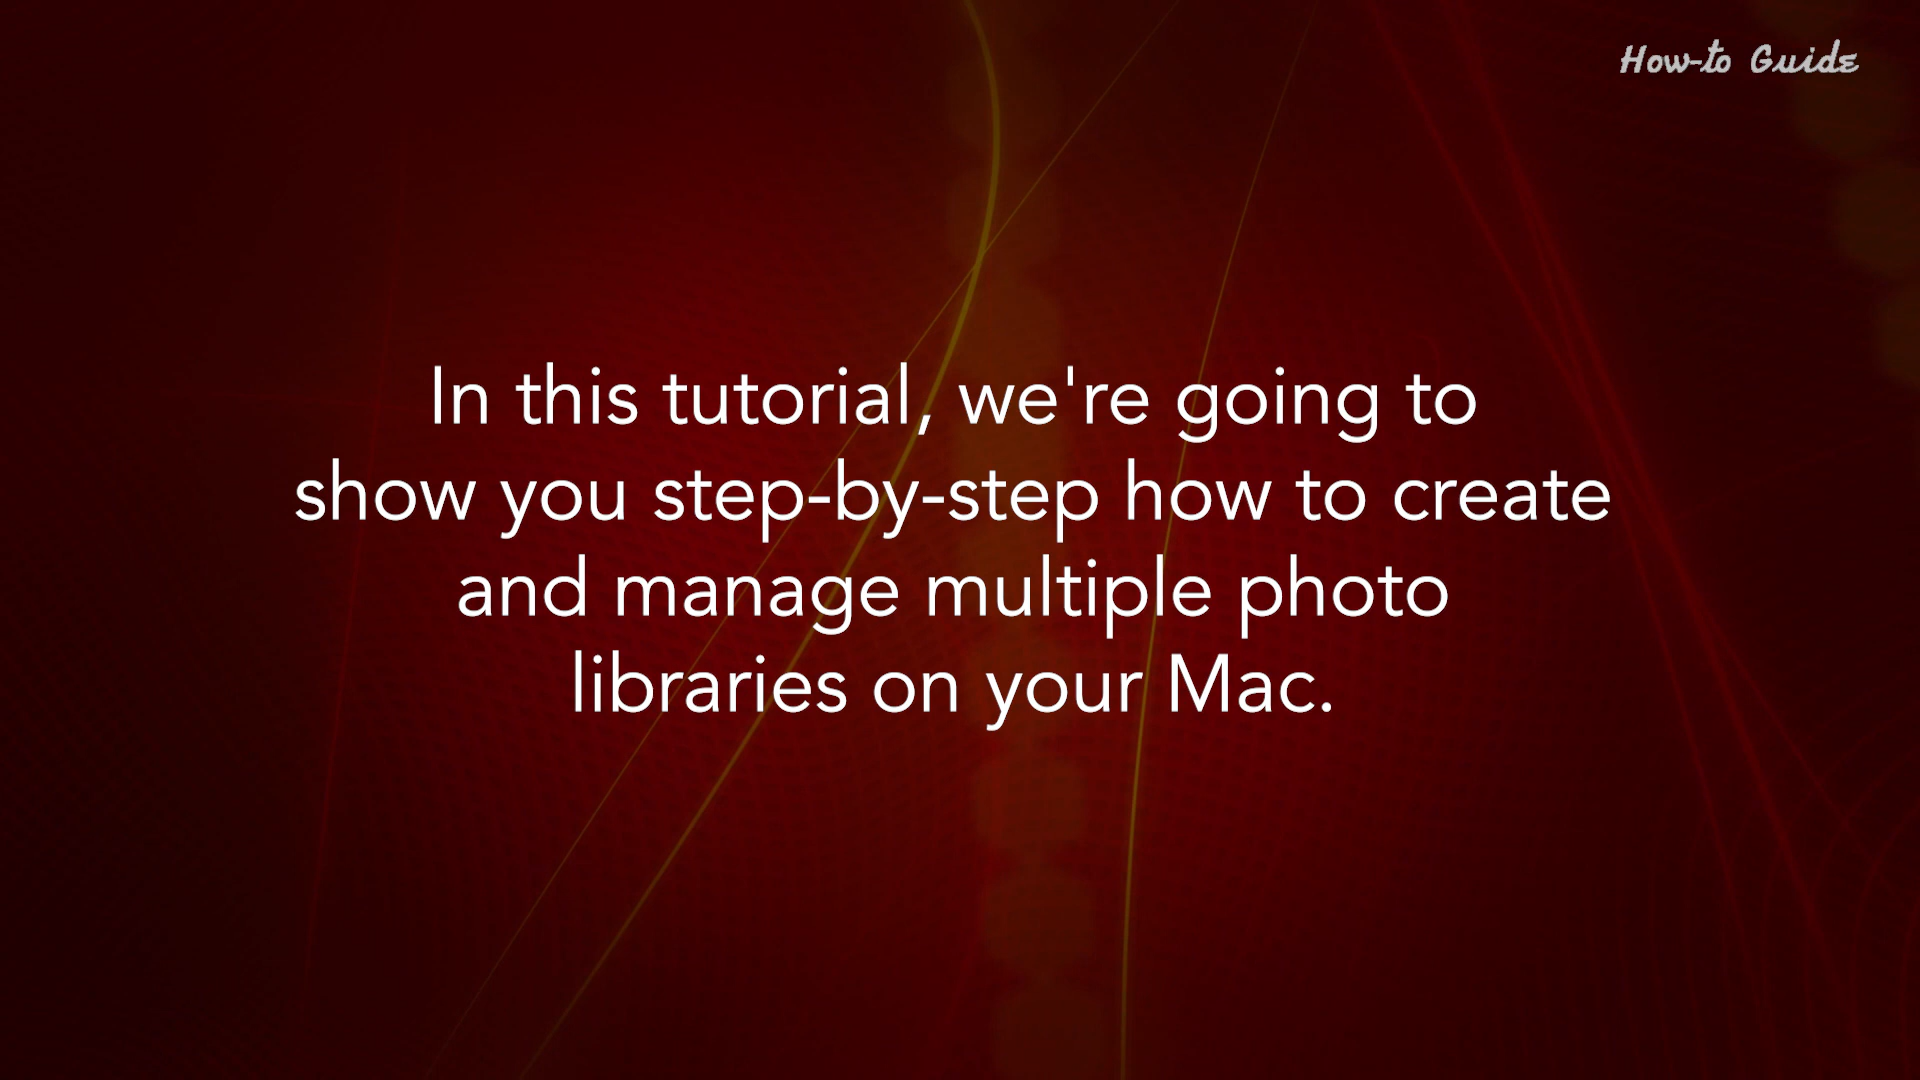 How-to Guide
In this tutorial, we're going to
show you step-by-step how to create
and manage multiple photo
libraries on your Mac.